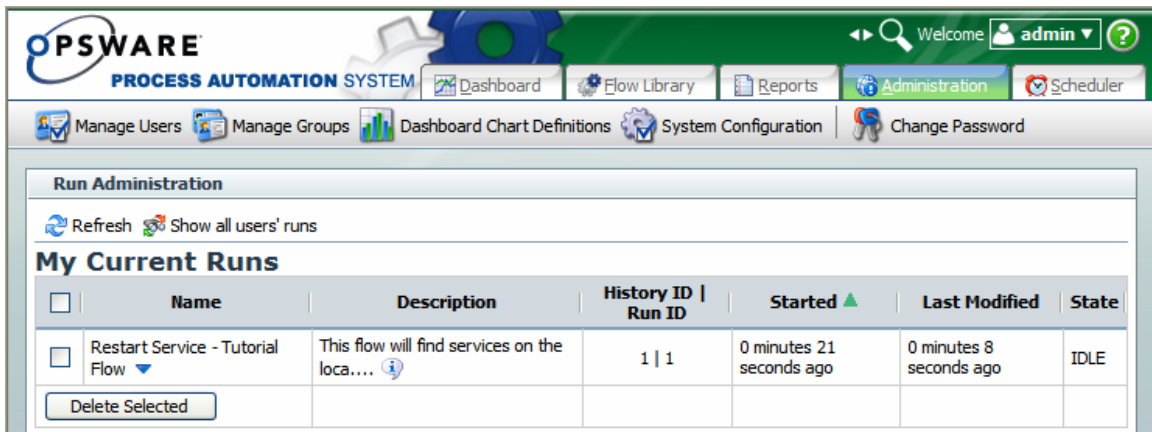 OPSWARE
PROCESS AUTOMATION SYSTEM
Welcome admin ?
Dashboard Flow Library Reports Administration Scheduler
Manage Users Manage Groups Dashboard Chart Definitions System Configuration Change Password
Run Administration
Refresh Show all users' runs
My Current Runs
Name Description History ID | Started Last Modified State
Run ID
Restart Service - Tutorial This flow will find services on the 1 | 1 0 minutes 21 0 minutes 8 IDLE
Flow loca.... i seconds ago seconds ago
Delete Selected